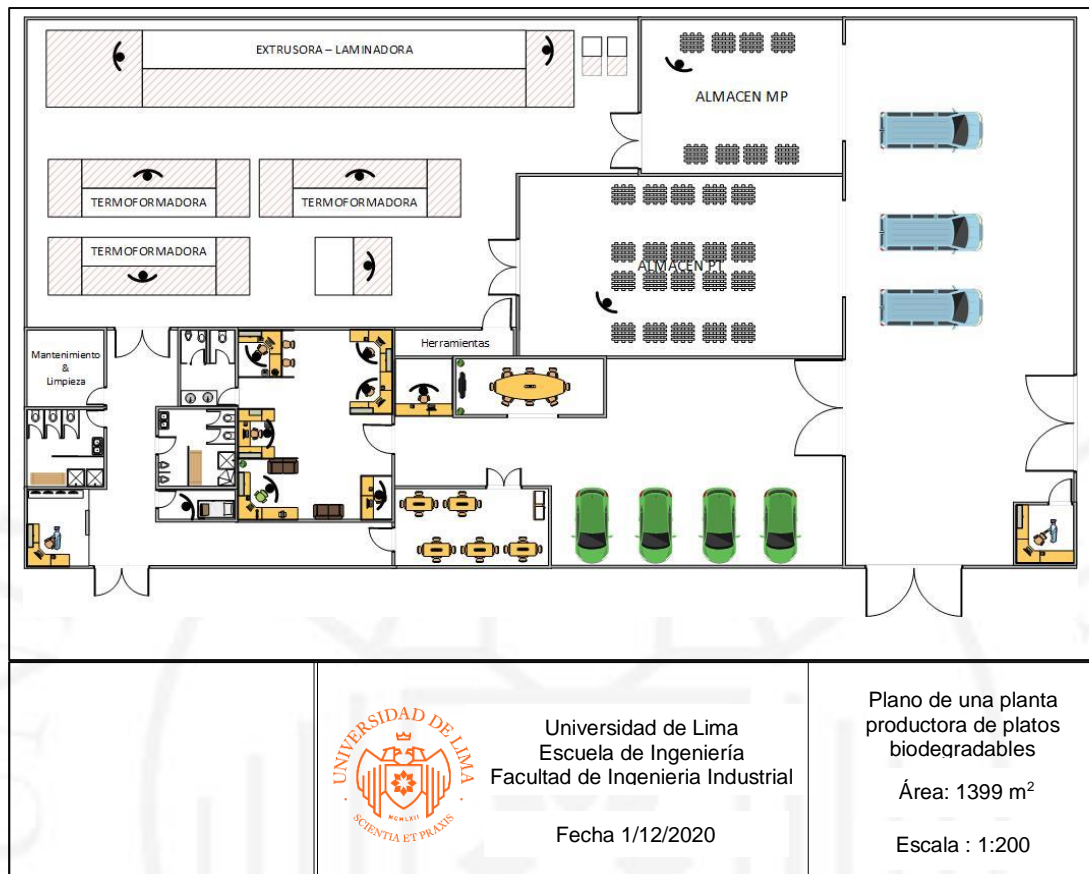 EXTRUSORA – LAMINADORA
ALMACEN MP
TERMOFORMADORA
TERMOFORMADORA
TERMOFORMADORA
ALMACEN PT
Herramientas
Mantenimiento
&
Limpieza
UNIVERSIDAD DE LIMA
MCMLXII
SCIENTIA ET PRAXIS
Universidad de Lima
Escuela de Ingeniería
Facultad de Ingenieria Industrial
Fecha 1/12/2020
Plano de una planta
productora de platos
biodegradables
Área: 1399 m²
Escala : 1:200